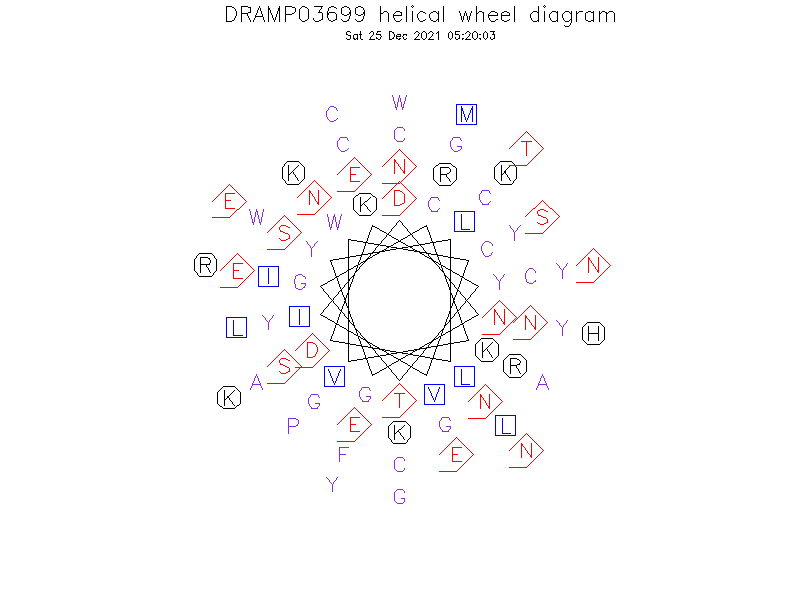 DRAMP03699 helical wheel diagram
Sat 25 Dec 2021 05:20:03
W
C M
C
C G T
K E N R K
E N K D C C
W W L S
S Y
Y C
R E I G Y C Y N
L Y I N N Y H
S D K R
A V L A
K G G T V N
P E K G L
F E N
C
Y
G